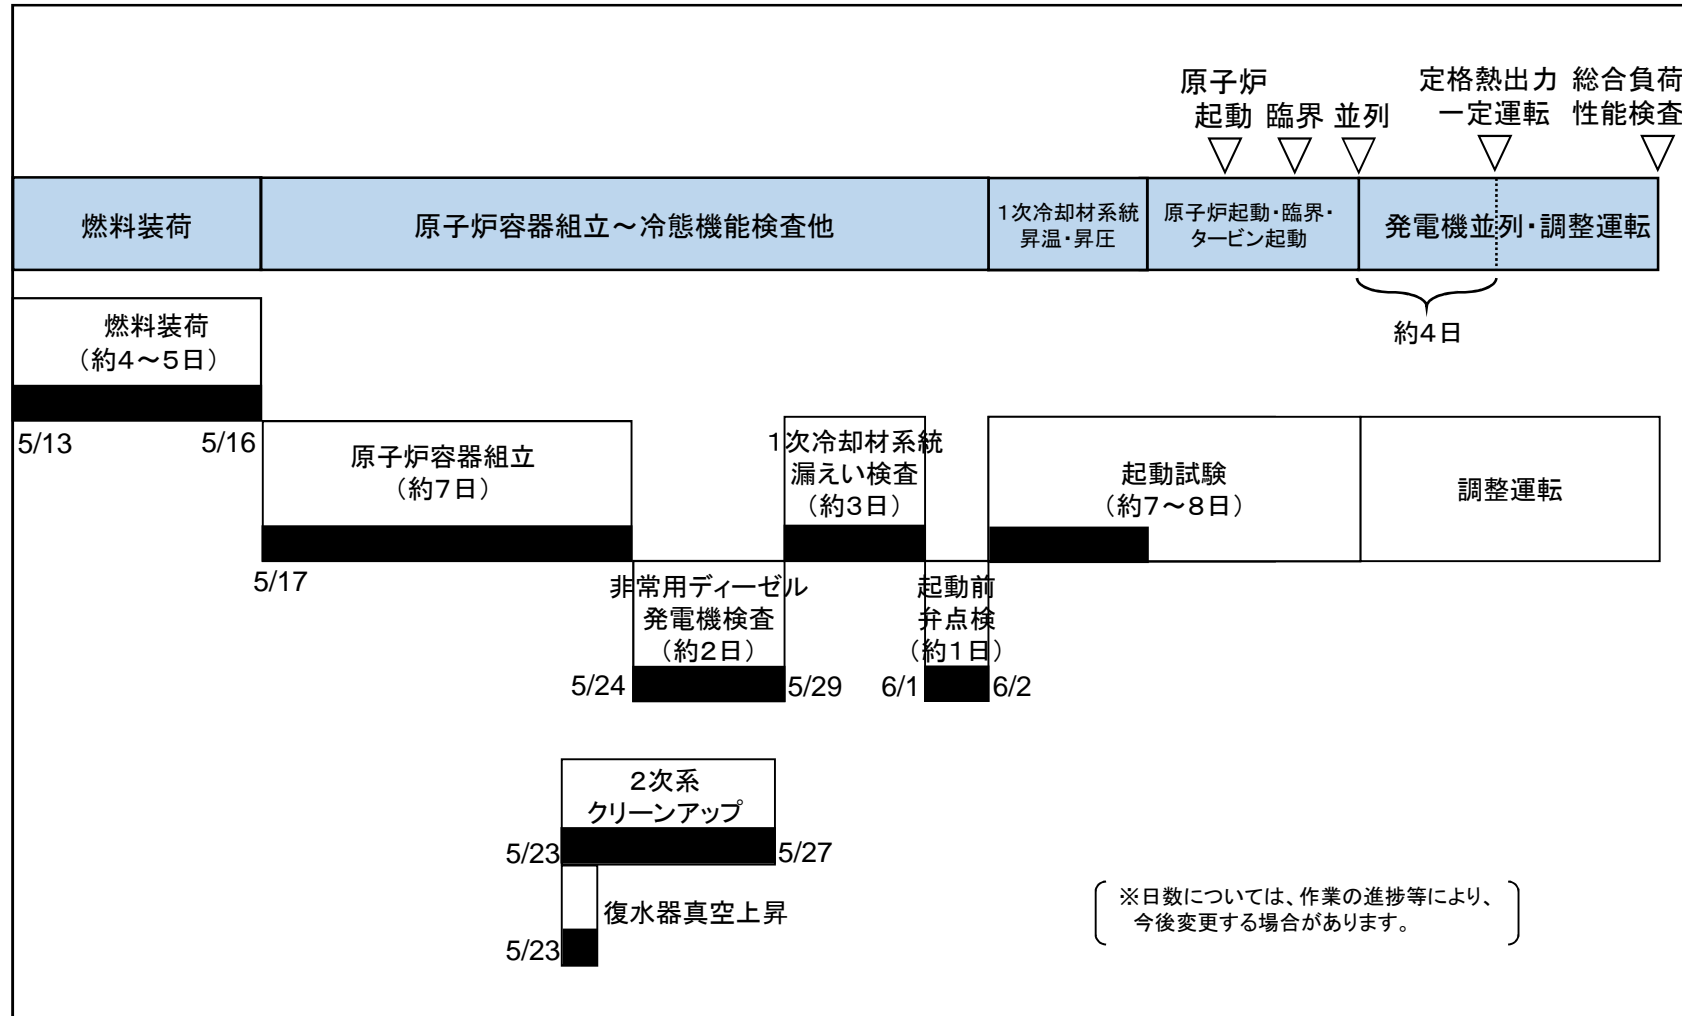 原子炉
起動
臨界
並列
定格熱出力
一定運転
総合負荷
性能検査
燃料装荷
原子炉容器組立～冷態機能検査他
1次冷却材系統
昇温・昇圧
原子炉起動・臨界・
タービン起動
発電機並列・調整運転
約4日
燃料装荷
（約4～5日）
5/13
5/16
原子炉容器組立
（約7日）
5/17
非常用ディーゼル
発電機検査
（約2日）
5/24
5/29
1次冷却材系統
漏えい検査
（約3日）
起動前
弁点検
（約1日）
6/1
6/2
起動試験
（約7～8日）
調整運転
2次系
クリーンアップ
5/23
5/27
復水器真空上昇
5/23
※日数については、作業の進捗等により、
今後変更する場合があります。